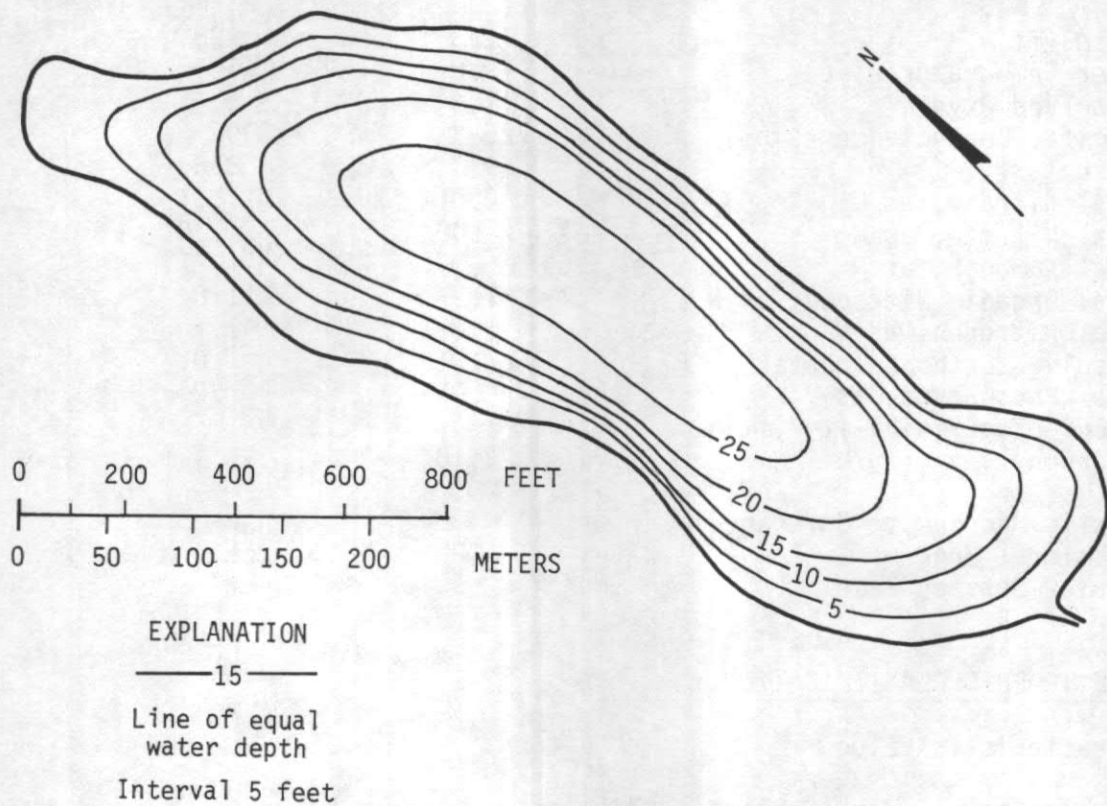 N
25
20
15
10
5
0 200 400 600 800 FEET
0 50 100 150 200 METERS
EXPLANATION
15
Line of equal
water depth
Interval 5 feet